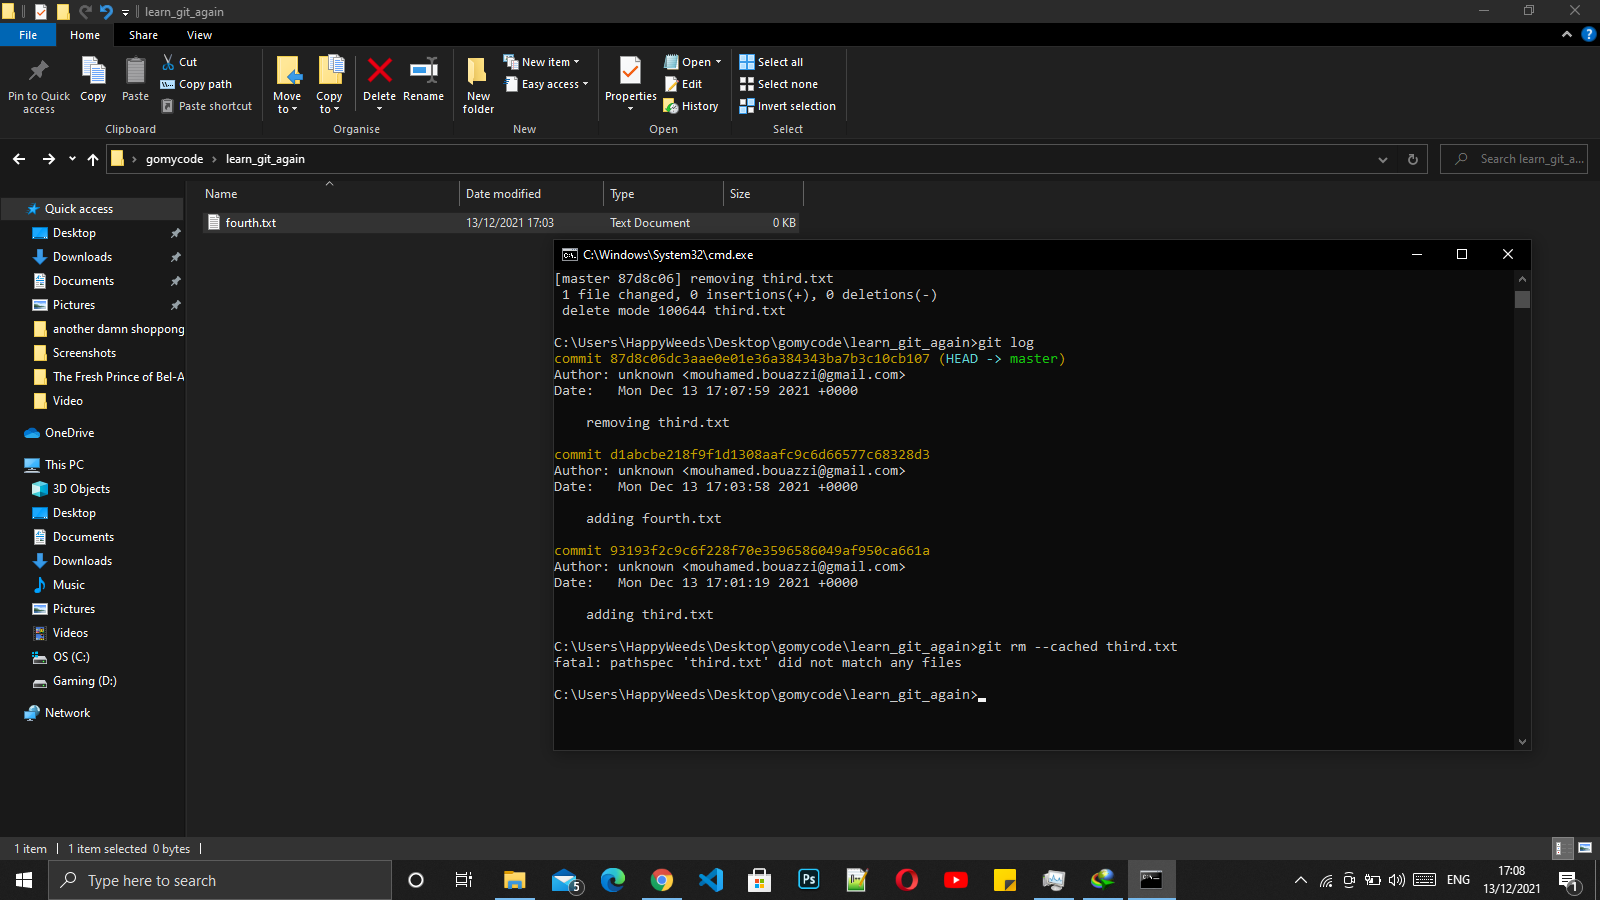 learn_git_again
File Home Share View
Pin to Quick access
Copy
Paste
Cut
Copy path
Paste shortcut
Clipboard
Move to
Copy to
Delete
Rename
Organise
New folder
New item
Easy access
New
Properties
Open
Edit
History
Open
Select all
Select none
Invert selection
Select
gomycode › learn_git_again
Search learn_git_a...
Name Date modified Type Size
fourth.txt 13/12/2021 17:03 Text Document 0 KB
Quick access
Desktop
Downloads
Documents
Pictures
another damn shoppong
Screenshots
The Fresh Prince of Bel-A
Video
OneDrive
This PC
3D Objects
Desktop
Documents
Downloads
Music
Pictures
Videos
OS (C:)
Gaming (D:)
Network
C:\Windows\System32\cmd.exe
[master 87d8c06] removing third.txt
1 file changed, 0 insertions(+), 0 deletions(-)
delete mode 100644 third.txt
C:\Users\HappyWeeds\Desktop\gomycode\learn_git_again>git log
commit 87d8c06dc3aae0e01e36a384343ba7b3c10cb107 (HEAD -> master)
Author: unknown <mouhamed.bouazzi@gmail.com>
Date: Mon Dec 13 17:07:59 2021 +0000
removing third.txt
commit d1abcbe218f9f1d1308aafc9c6d66577c68328d3
Author: unknown <mouhamed.bouazzi@gmail.com>
Date: Mon Dec 13 17:03:58 2021 +0000
adding fourth.txt
commit 93193f2c9c6f228f70e3596586049af950ca661a
Author: unknown <mouhamed.bouazzi@gmail.com>
Date: Mon Dec 13 17:01:19 2021 +0000
adding third.txt
C:\Users\HappyWeeds\Desktop\gomycode\learn_git_again>git rm --cached third.txt
fatal: pathspec 'third.txt' did not match any files
C:\Users\HappyWeeds\Desktop\gomycode\learn_git_again>
1 item 1 item selected 0 bytes
Type here to search
5
Ps
ENG
17:08
13/12/2021
1